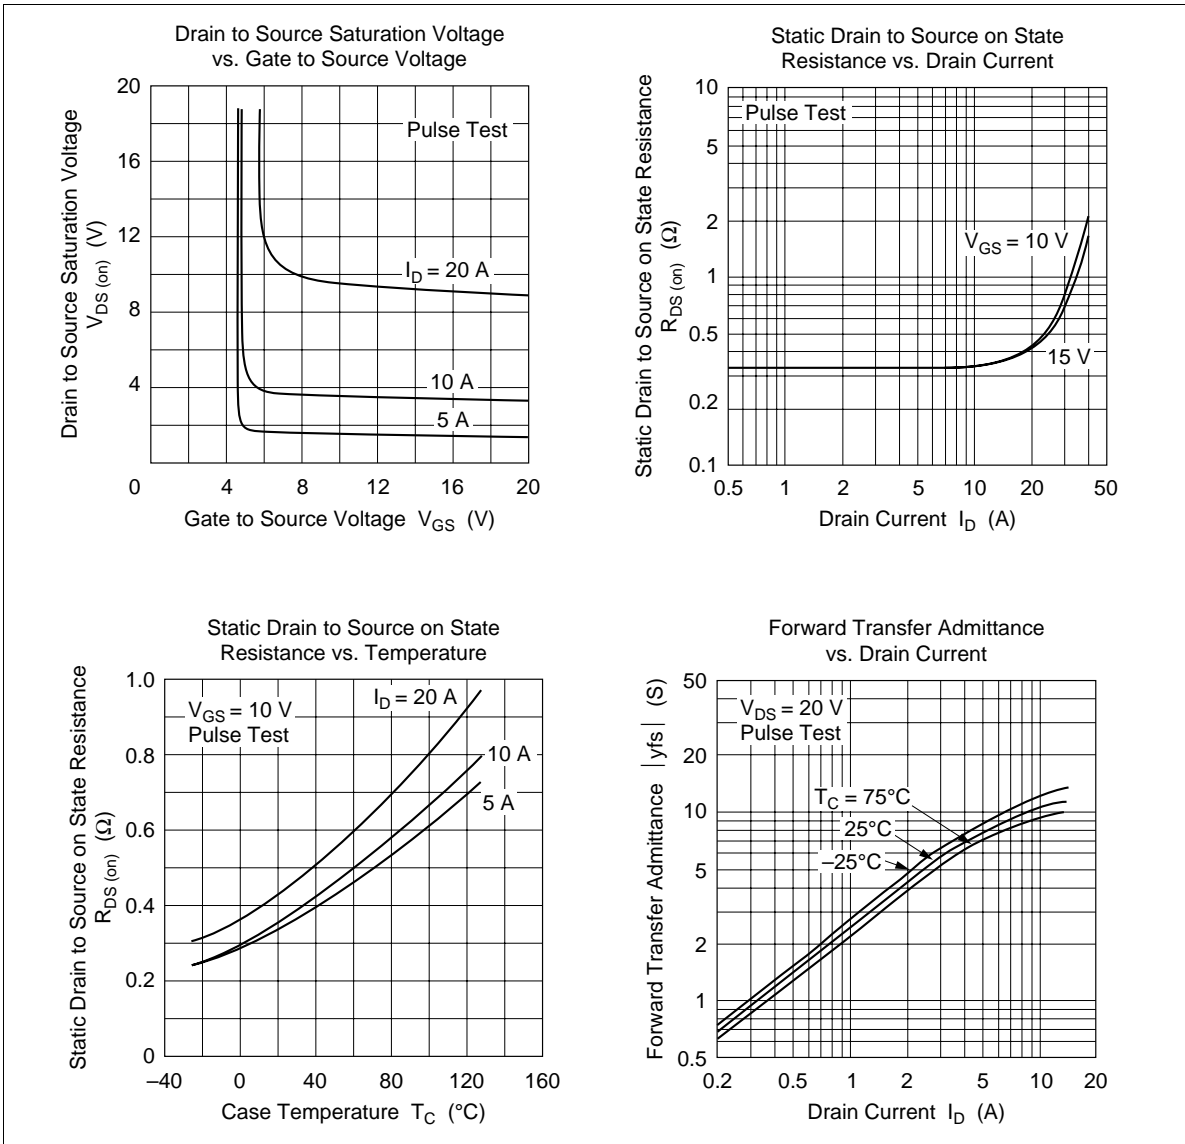 Drain to Source Saturation Voltage
vs. Gate to Source Voltage
Drain to Source Saturation Voltage
V_DS (on) (V)
20
16
12
8
4
0
Pulse Test
I_D = 20 A
10 A
5 A
4
8
12
16
20
Gate to Source Voltage V_GS (V)
Static Drain to Source on State
Resistance vs. Drain Current
Static Drain to Source on State Resistance
R_DS (on) (Ω)
10
5
2
1
0.5
0.2
0.1
Pulse Test
V_GS = 10 V
15 V
0.5
1
2
5
10
20
50
Drain Current I_D (A)
Static Drain to Source on State
Resistance vs. Temperature
Static Drain to Source on State Resistance
R_DS (on) (Ω)
1.0
0.8
0.6
0.4
0.2
0
V_GS = 10 V
Pulse Test
I_D = 20 A
10 A
5 A
–40
0
40
80
120
160
Case Temperature T_C (°C)
Forward Transfer Admittance
vs. Drain Current
Forward Transfer Admittance |yfs| (S)
50
20
10
5
2
1
0.5
V_DS = 20 V
Pulse Test
T_C = 75°C
25°C
–25°C
0.2
0.5
1
2
5
10
20
Drain Current I_D (A)